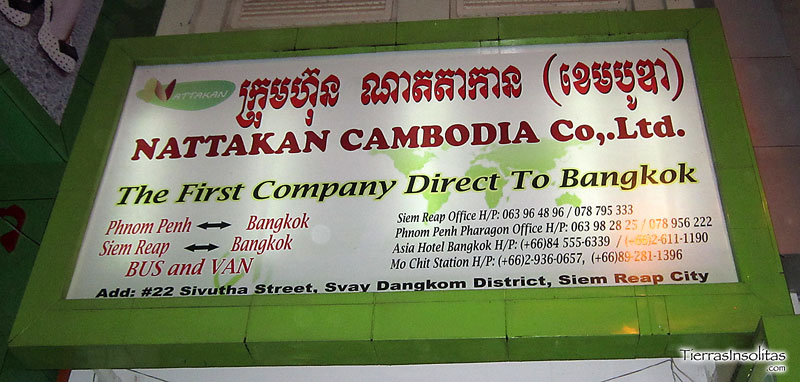 NATTAKAN
ក្រុមហ៊ុន ណាតតាកាន (ខេមបូឌា)
NATTAKAN CAMBODIA Co,.Ltd.
The First Company Direct To Bangkok
Phnom Penh ↔ Bangkok
Siem Reap ↔ Bangkok
BUS and VAN
Siem Reap Office H/P: 063 96 48 96 / 078 795 333
Phnom Penh Pharagon Office H/P: 063 98 28 25 / 078 956 222
Asia Hotel Bangkok H/P: (+66)84 555-6339 / (+66)2-611-1190
Mo Chit Station H/P: (+66)2-936-0657, (+66)89-281-1396
Add: #22 Sivutha Street, Svay Dangkom District, Siem Reap City
TierrasInsolitas
.com